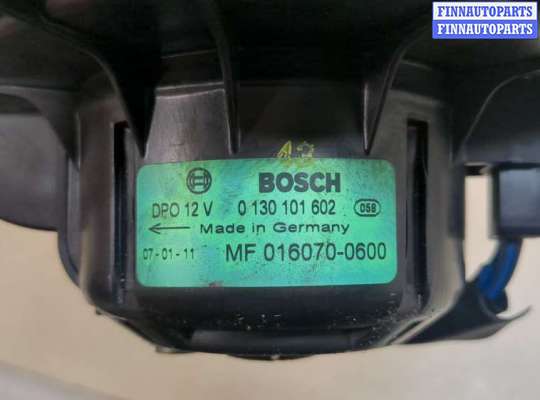 FINNAUTOPARTS
FINNAUTOPARTS
13
BOSCH
DPO 12 V 0 130 101 602 058
Made in Germany
07-01-11 MF 016070-0600